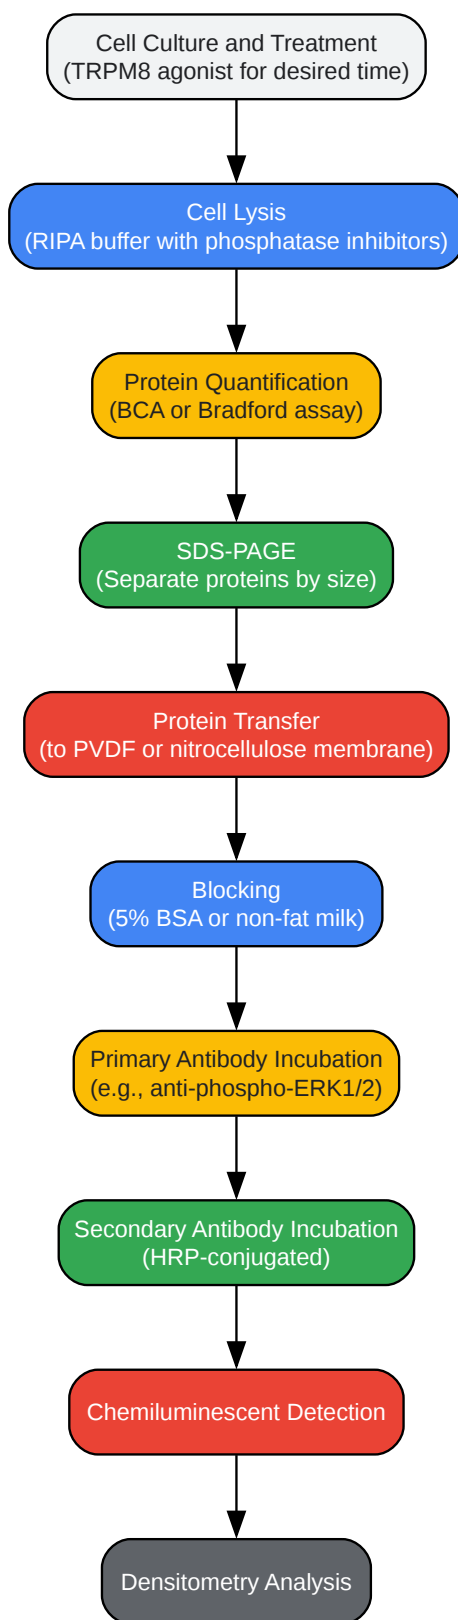 Cell Culture and Treatment
(TRPM8 agonist for desired time)
Cell Lysis
(RIPA buffer with phosphatase inhibitors)
Protein Quantification
(BCA or Bradford assay)
SDS-PAGE
(Separate proteins by size)
Protein Transfer
(to PVDF or nitrocellulose membrane)
Blocking
(5% BSA or non-fat milk)
Primary Antibody Incubation
(e.g., anti-phospho-ERK1/2)
Secondary Antibody Incubation
(HRP-conjugated)
Chemiluminescent Detection
Densitometry Analysis